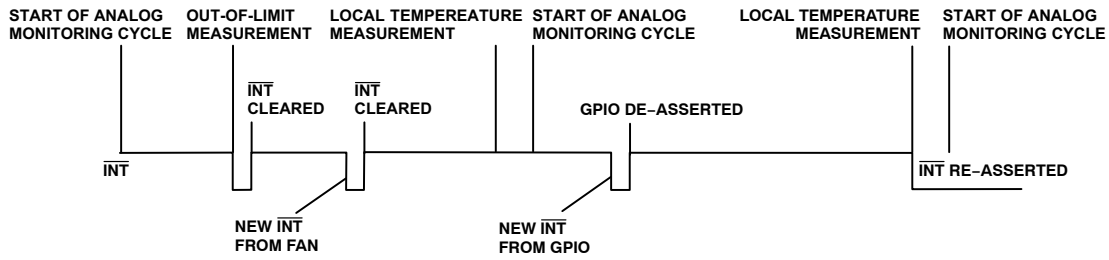 START OF ANALOG
MONITORING CYCLE
OUT-OF-LIMIT
MEASUREMENT
LOCAL TEMPEREATURE
MEASUREMENT
START OF ANALOG
MONITORING CYCLE
LOCAL TEMPERATURE
MEASUREMENT
START OF ANALOG
MONITORING CYCLE
INT
CLEARED
INT
CLEARED
GPIO DE−ASSERTED
INT
INT RE−ASSERTED
NEW INT
FROM FAN
NEW INT
FROM GPIO